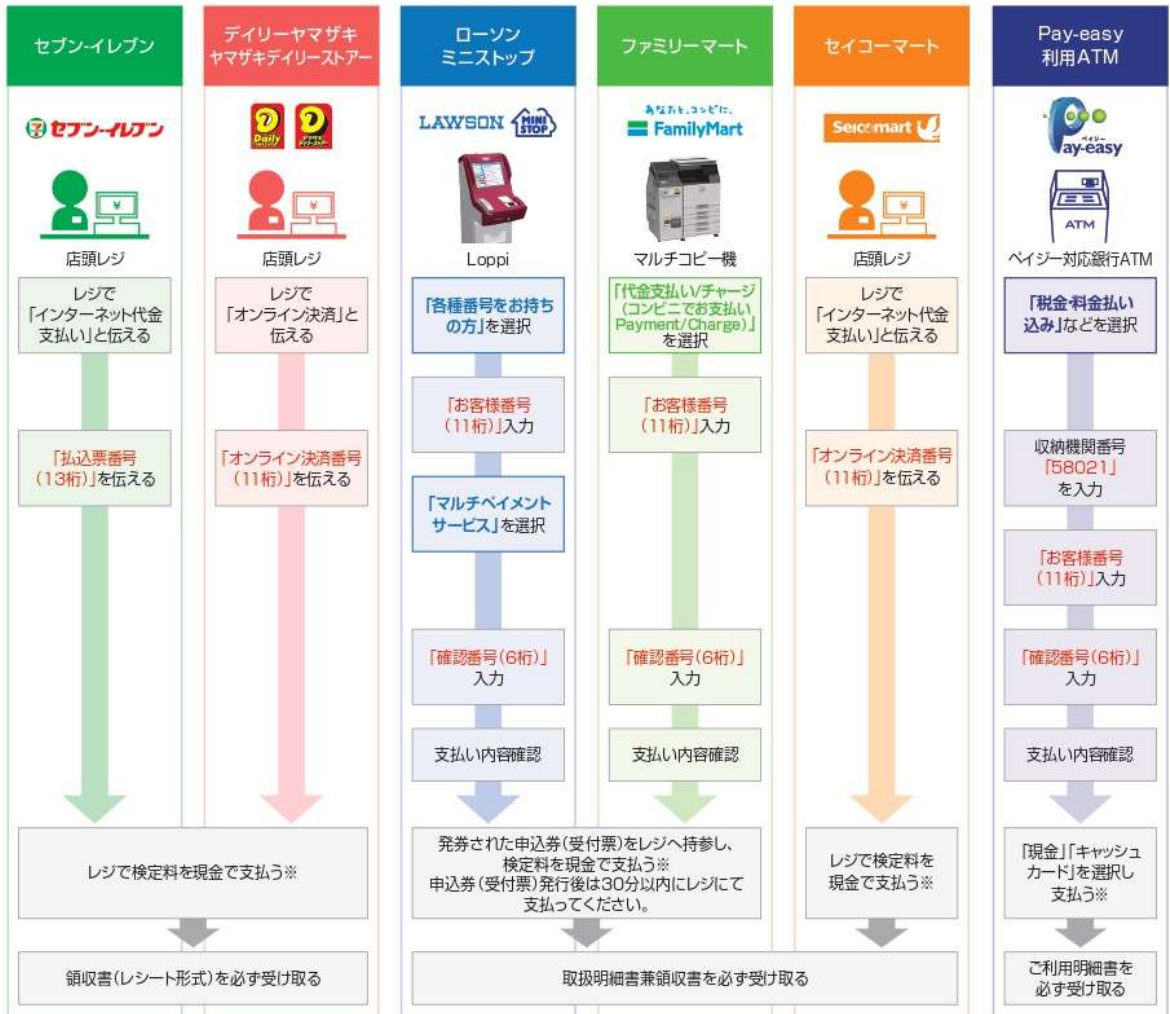 セブン-イレブン
デイリーヤマザキ
ヤマザキデイリーストアー
ローソン
ミニストップ
ファミリーマート
セイコーマート
Pay-easy
利用ATM
セブン-イレブン
Daily
LAWSON
MINI
STOP
あなたと、コンビに、
FamilyMart
Seicomart
ペイジー
Pay-easy
¥
¥
¥
ATM
店頭レジ
店頭レジ
Loppi
マルチコピー機
店頭レジ
ペイジー対応銀行ATM
レジで
「インターネット代金
支払い」と伝える
「払込票番号
(13桁)」を伝える
レジで
「オンライン決済」と
伝える
「オンライン決済番号
(11桁)」を伝える
レジで検定料を現金で支払う※
領収書(レシート形式)を必ず受け取る
「各種番号をお持ち
の方」を選択
「お客様番号
(11桁)」入力
「マルチペイメント
サービス」を選択
「確認番号(6桁)」
入力
支払い内容確認
「代金支払い/チャージ
(コンビニでお支払い
Payment/Charge)」
を選択
「お客様番号
(11桁)」入力
「確認番号(6桁)」
入力
支払い内容確認
発券された申込券(受付票)をレジへ持参し、
検定料を現金で支払う※
申込券(受付票)発行後は30分以内にレジにて
支払ってください。
レジで
「インターネット代金
支払い」と伝える
「オンライン決済番号
(11桁)」を伝える
レジで検定料を
現金で支払う※
取扱明細書兼領収書を必ず受け取る
「税金・料金払い
込み」などを選択
収納機関番号
「58021」
を入力
「お客様番号
(11桁)」入力
「確認番号(6桁)」
入力
支払い内容確認
「現金」「キャッシュ
カード」を選択し
支払う※
ご利用明細書を
必ず受け取る